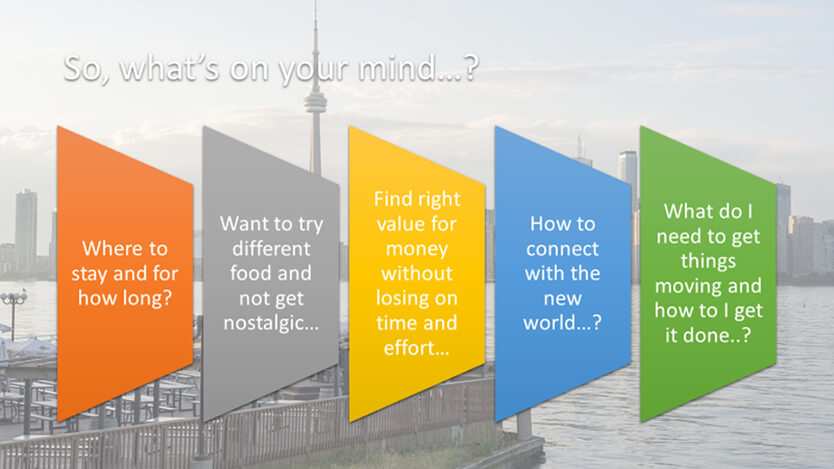 So, what's on your mind…?
Where to
stay and for
how long?
Want to try
different
food and
not get
nostalgic…
Find right
value for
money
without
losing on
time and
effort…
How to
connect
with the
new
world…?
What do I
need to get
things
moving and
how to I get
it done..?